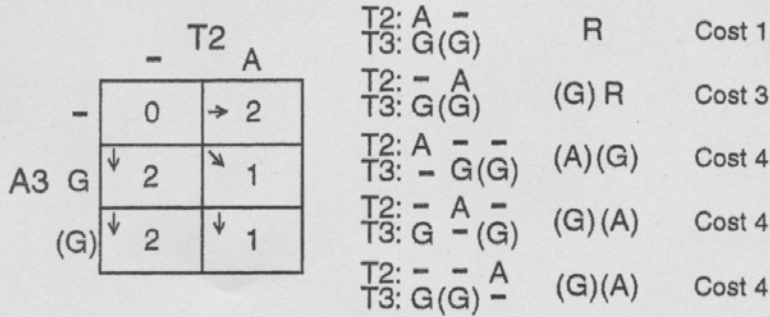 T2
- A
- 0 → 2
A3 G ↓ 2 ↘ 1
(G) ↓ 2 ↓ 1
T2: A - R Cost 1
T3: G(G)
T2: - A (G) R Cost 3
T3: G(G)
T2: A - - (A)(G) Cost 4
T3: - G(G)
T2: - A - (G)(A) Cost 4
T3: G -(G)
T2: - - A (G)(A) Cost 4
T3: G(G) -